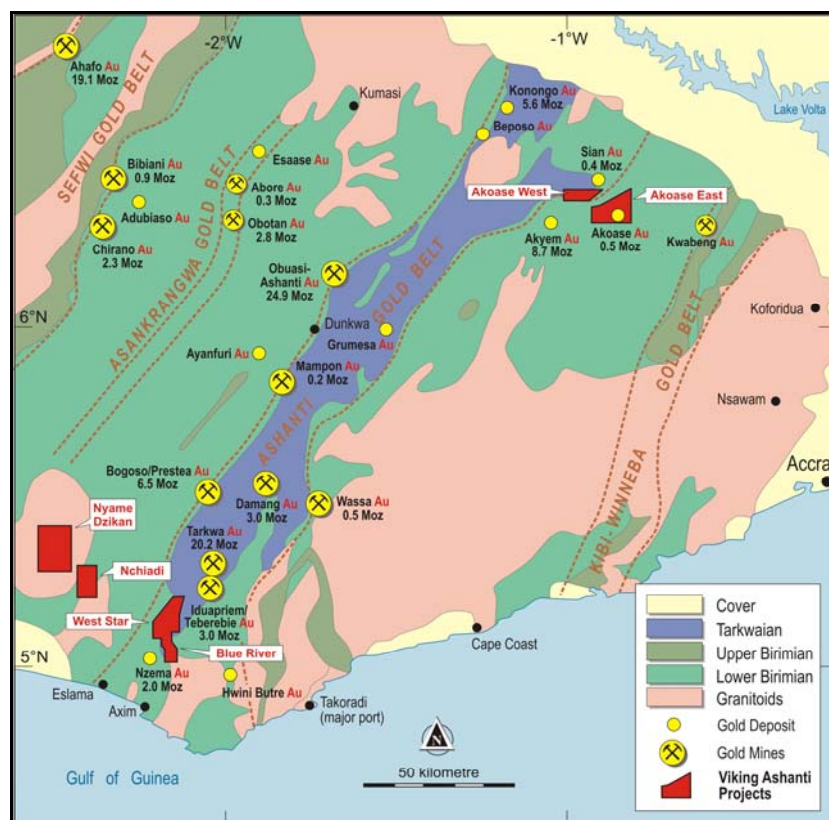 -2°W
-1°W
Ahafo Au
19.1 Moz
SEFWI GOLD BELT
Kumasi
Konongo Au
5.6 Moz
Beposo Au
Lake Volta
Bibiani Au
0.9 Moz
Esaase Au
Sian Au
0.4 Moz
Abore Au
0.3 Moz
Akoase West
Akoase East
Adubiaso Au
Obotan Au
2.8 Moz
Chirano Au
2.3 Moz
Akyem Au
8.7 Moz
Akoase Au
0.5 Moz
Kwabeng Au
ASANKRANGWA GOLD BELT
Obuasi-
Ashanti Au
24.9 Moz
GOLD BELT
6°N
Dunkwa
Grumesa Au
Koforidua
Ayanfuri Au
Mampon Au
0.2 Moz
GOLD BELT
Nsawam
ASHANTI
Bogoso/Prestea Au
6.5 Moz
Damang Au
3.0 Moz
Wassa Au
0.5 Moz
Accra
KIBI-WINNEBA
Nyame
Dzikan
Tarkwa Au
20.2 Moz
Nchiadi
Iduapriem/
Teberebie Au
3.0 Moz
West Star
Blue River
Cape Coast
5°N
Nzema Au
2.0 Moz
Eslama
Axim
Hwini Butre Au
Takoradi
(major port)
Gulf of Guinea
N
50 kilometre
Cover
Tarkwaian
Upper Birimian
Lower Birimian
Granitoids
Gold Deposit
Gold Mines
Viking Ashanti
Projects